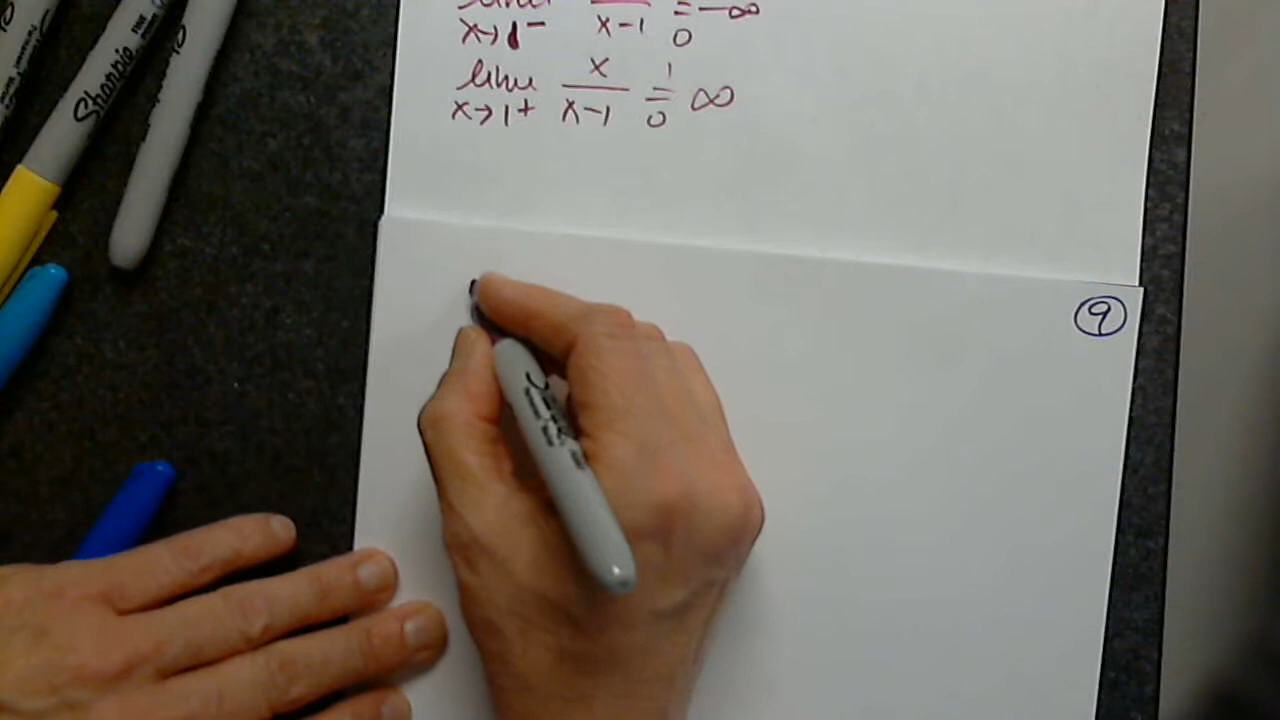 x→1⁻ x-1 = -∞
0
lim x/x-1 = 1/0 ∞
x→1⁺
9
Sharpie